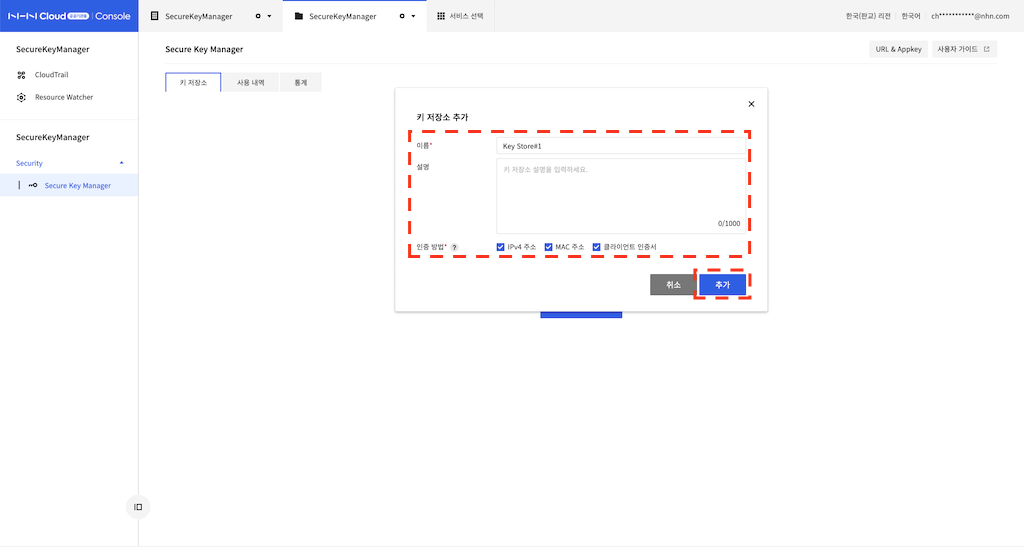 NHN Cloud 공공기관용 Console
SecureKeyManager
SecureKeyManager
서비스 선택
한국(판교) 리전
한국어
ch***********@nhn.com
SecureKeyManager
CloudTrail
Resource Watcher
SecureKeyManager
Security
Secure Key Manager
Secure Key Manager
URL & Appkey
사용자 가이드
키 저장소
사용 내역
통계
키 저장소 추가
이름*
Key Store#1
설명
키 저장소 설명을 입력하세요.
0/1000
인증 방법* ?
IPv4 주소
MAC 주소
클라이언트 인증서
취소
추가